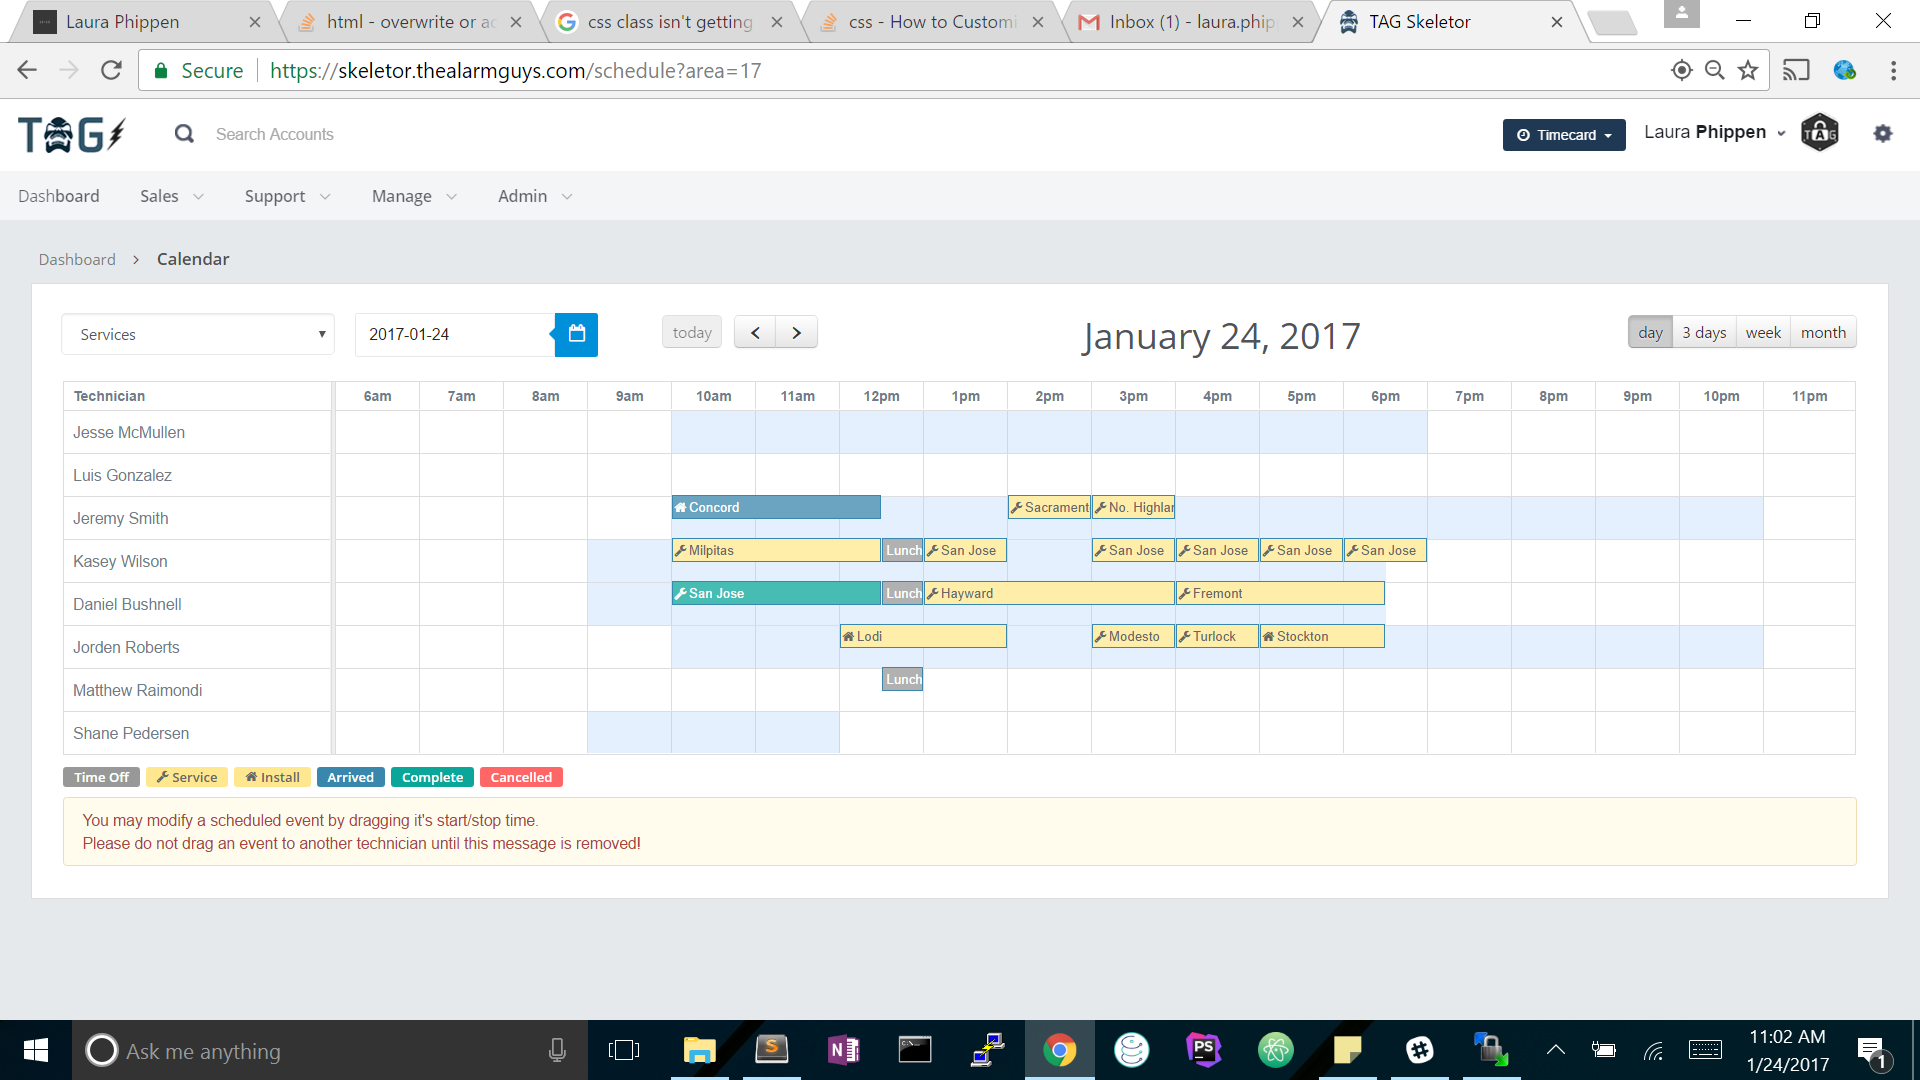 Laura Phippen
html - overwrite or ad
css class isn't getting
css - How to Customi
Inbox (1) - laura.phip
TAG Skeletor
Secure https://skeletor.thealarmguys.com/schedule?area=17
TAG
Search Accounts
Timecard
Laura Phippen
TAG
Dashboard Sales Support Manage Admin
Dashboard > Calendar
Services
2017-01-24
today
January 24, 2017
day 3 days week month
Technician 6am 7am 8am 9am 10am 11am 12pm 1pm 2pm 3pm 4pm 5pm 6pm 7pm 8pm 9pm 10pm 11pm
Jesse McMullen
Luis Gonzalez
Jeremy Smith Concord Sacrament No. Highlan
Kasey Wilson Milpitas Lunch San Jose San Jose San Jose San Jose San Jose
Daniel Bushnell San Jose Lunch Hayward Fremont
Jorden Roberts Lodi Modesto Turlock Stockton
Matthew Raimondi Lunch
Shane Pedersen
Time Off Service Install Arrived Complete Cancelled
You may modify a scheduled event by dragging it's start/stop time.
Please do not drag an event to another technician until this message is removed!
Ask me anything
11:02 AM
1/24/2017
1